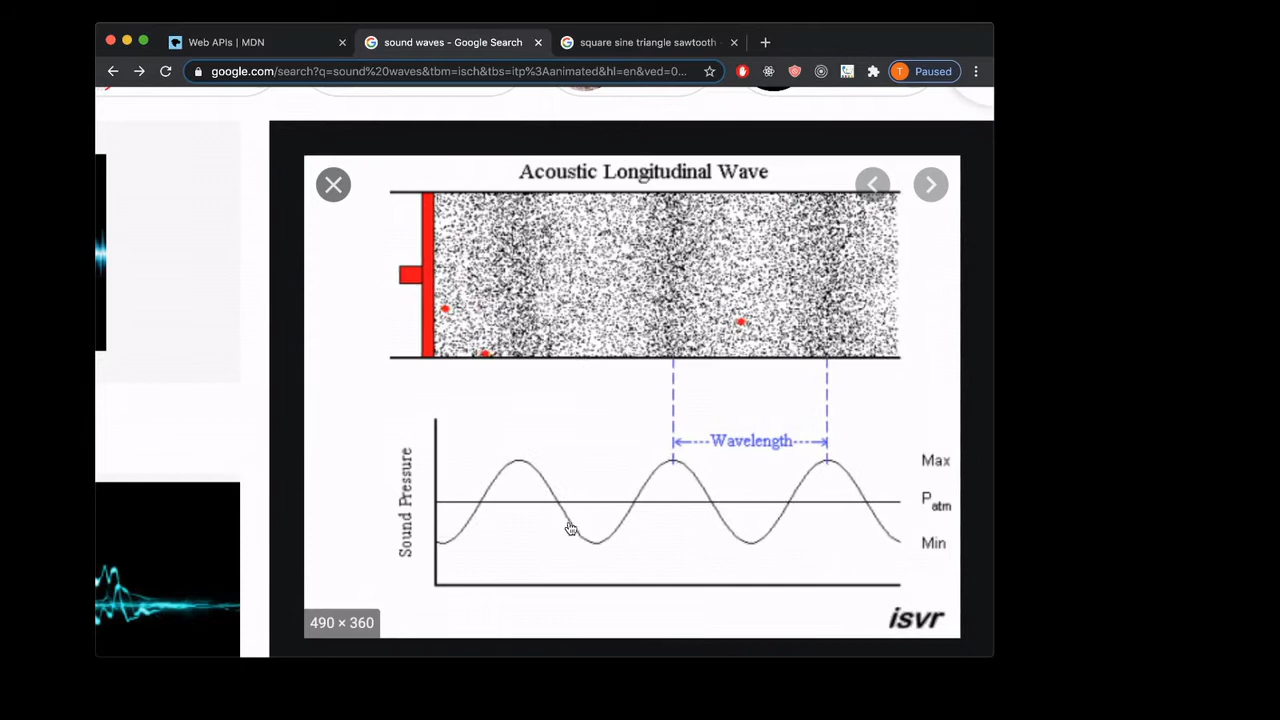 Web APIs | MDN
sound waves - Google Search
square sine triangle sawtooth
google.com/search?q=sound%20waves&tbm=isch&tbs=itp%3Aanimated&hl=en&ved=0...
T
Paused
Acoustic Longitudinal Wave
Wavelength
Sound Pressure
Max
Patm
Min
490 × 360
isvr